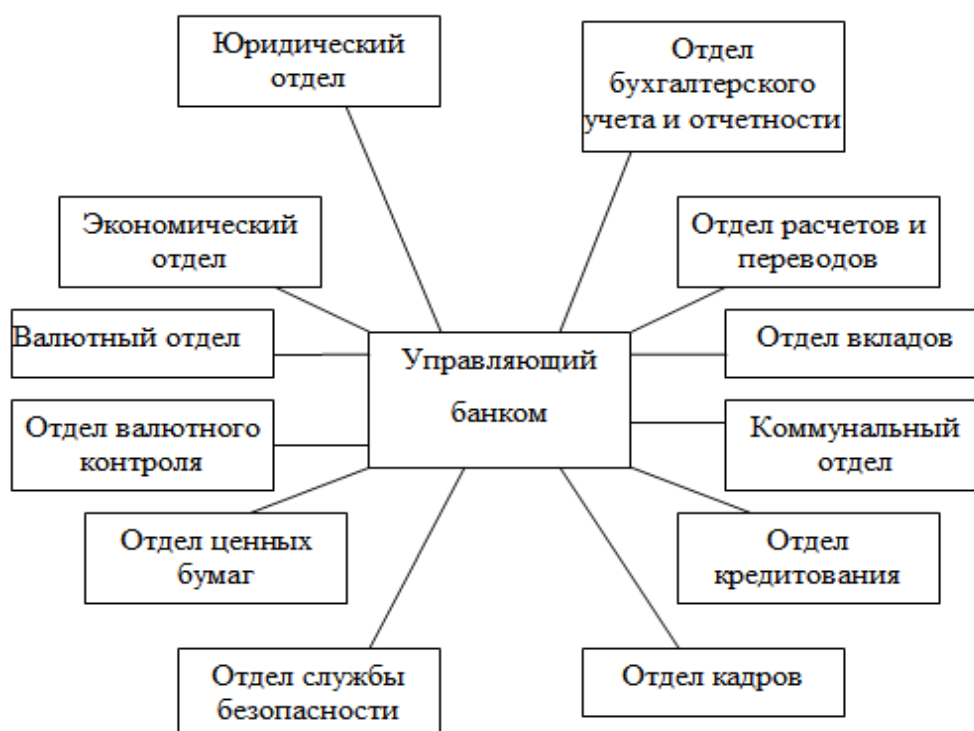 Юридический
отдел
Отдел
бухгалтерского
учета и отчетности
Экономический
отдел
Отдел расчетов и
переводов
Валютный отдел
Управляющий
банком
Отдел вкладов
Отдел валютного
контроля
Коммунальный
отдел
Отдел ценных
бумаг
Отдел
кредитования
Отдел службы
безопасности
Отдел кадров